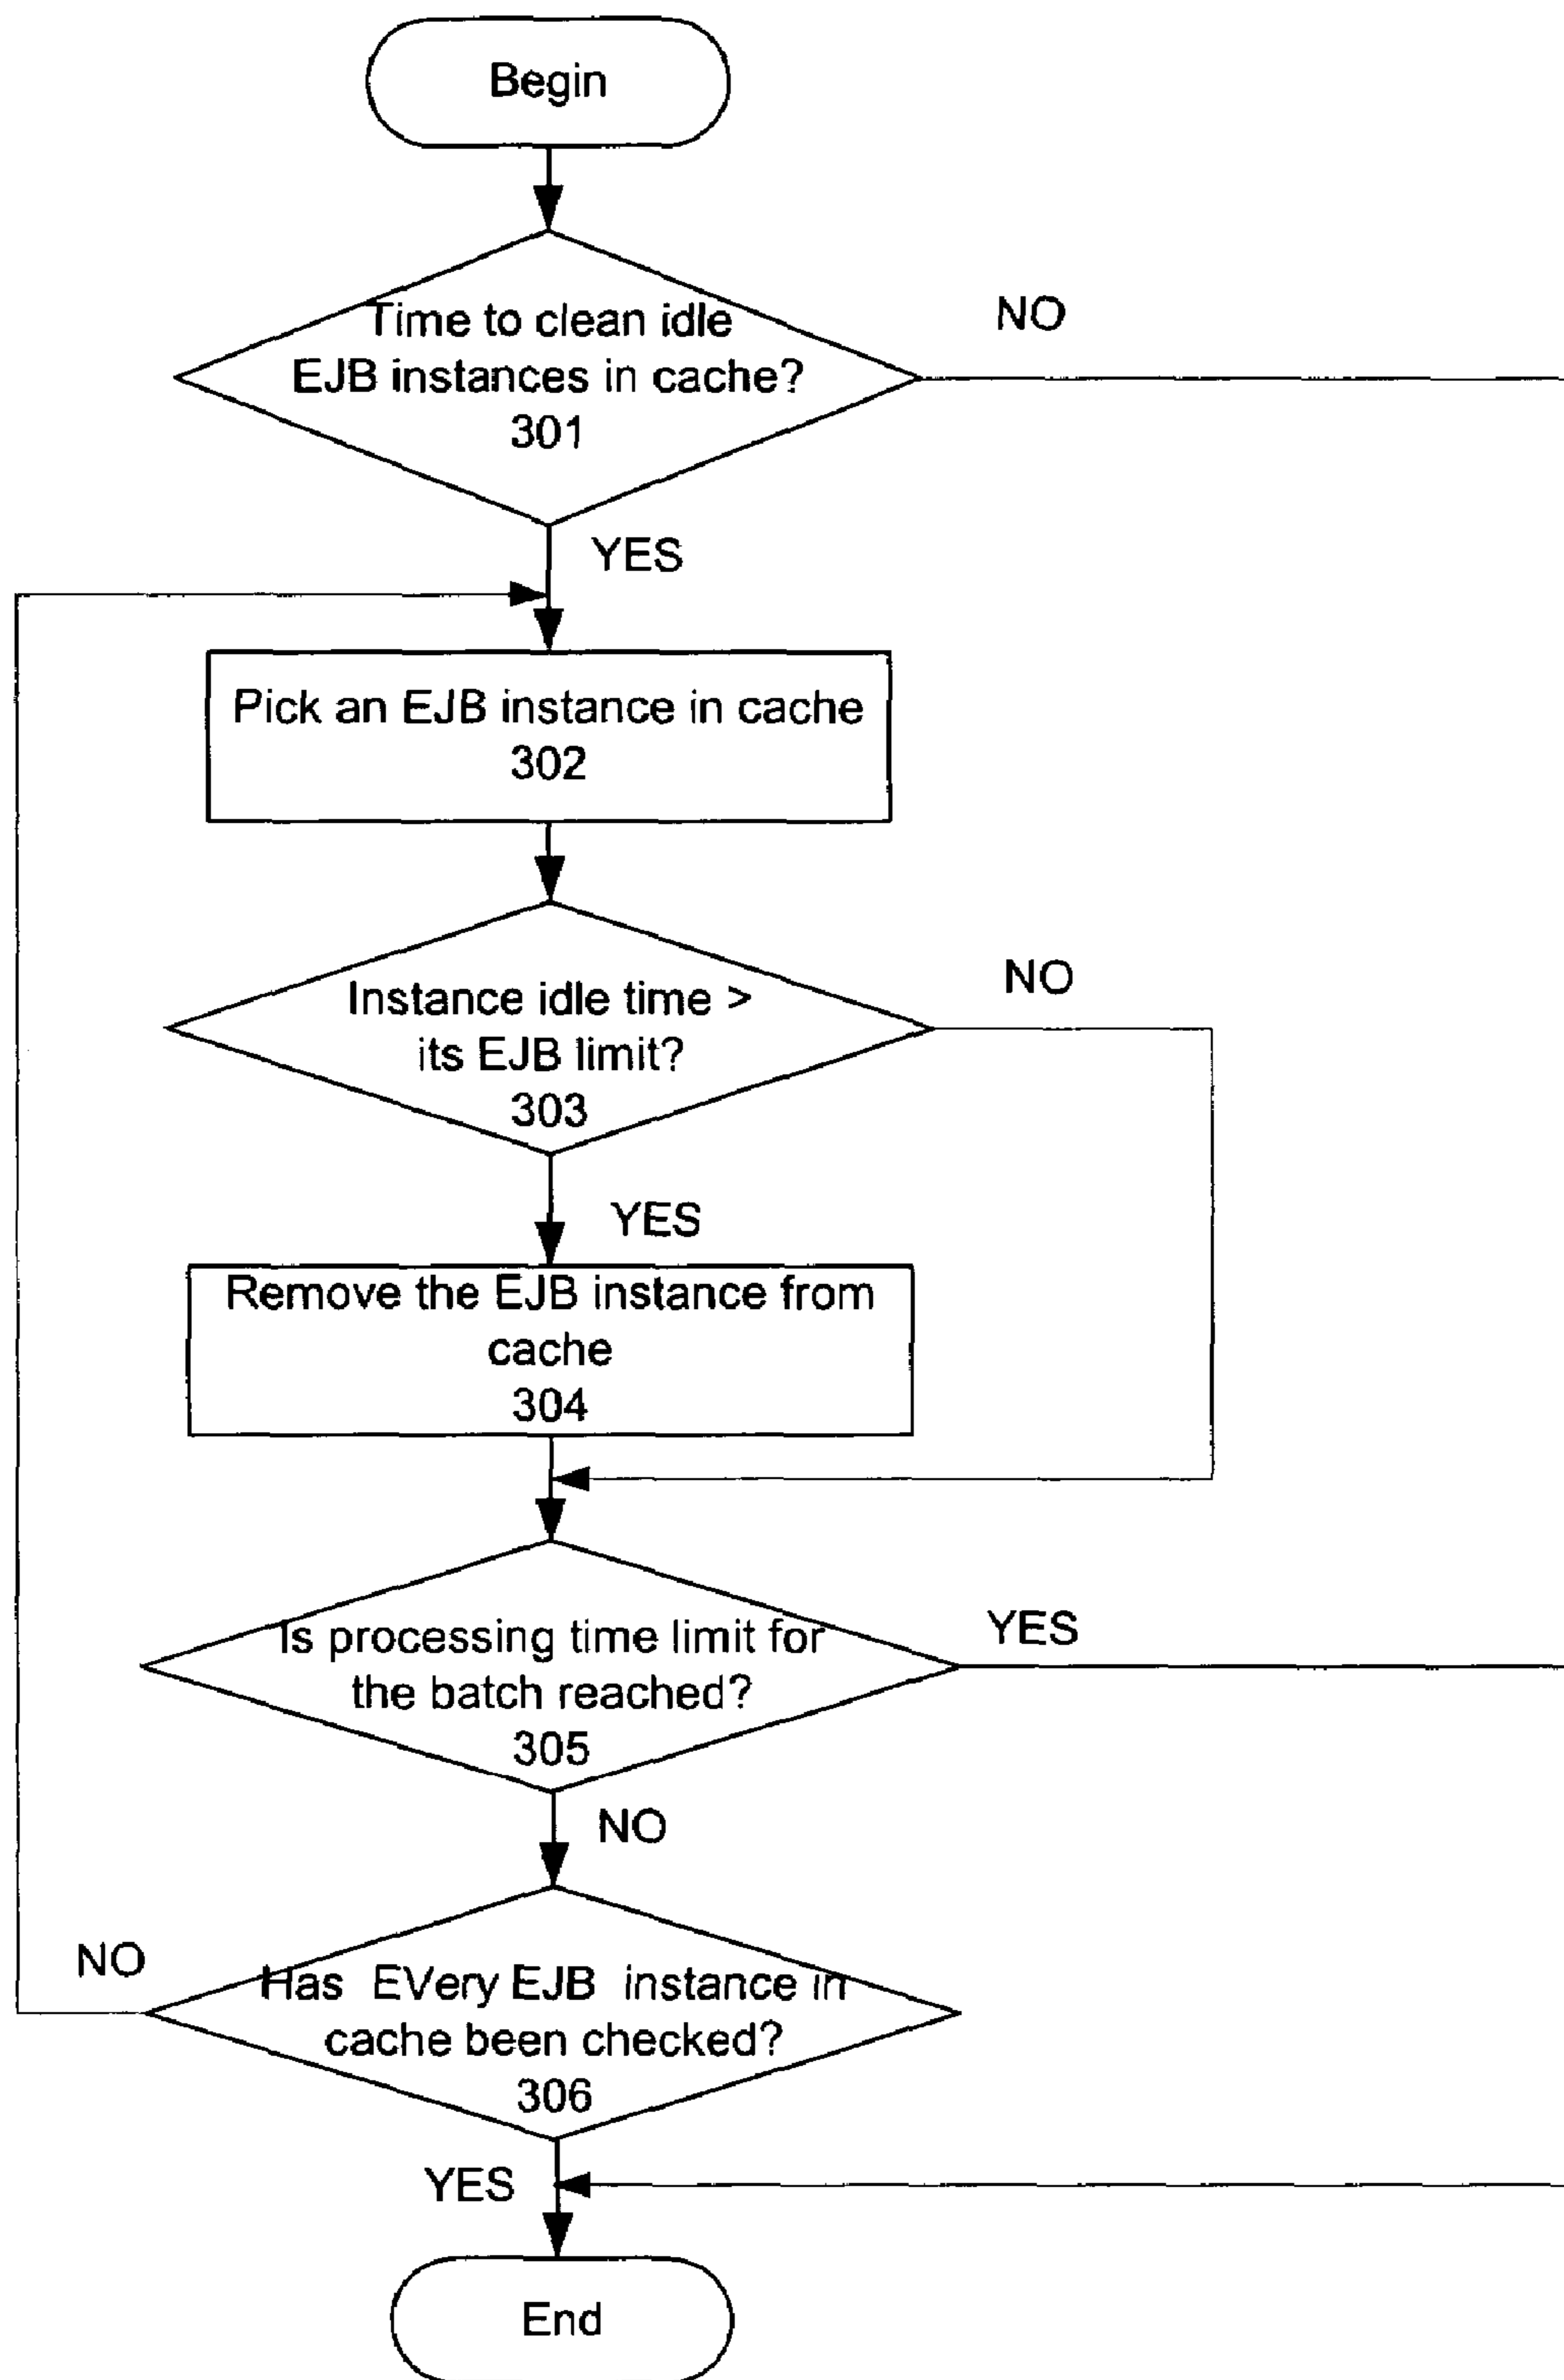 Begin
Time to clean idle
EJB instances in cache?
301
NO
YES
Pick an EJB instance in cache
302
Instance idle time >
its EJB limit?
303
NO
YES
Remove the EJB instance from
cache
304
Is processing time limit for
the batch reached?
305
YES
NO
NO
Has EVery EJB instance in
cache been checked?
306
YES
End